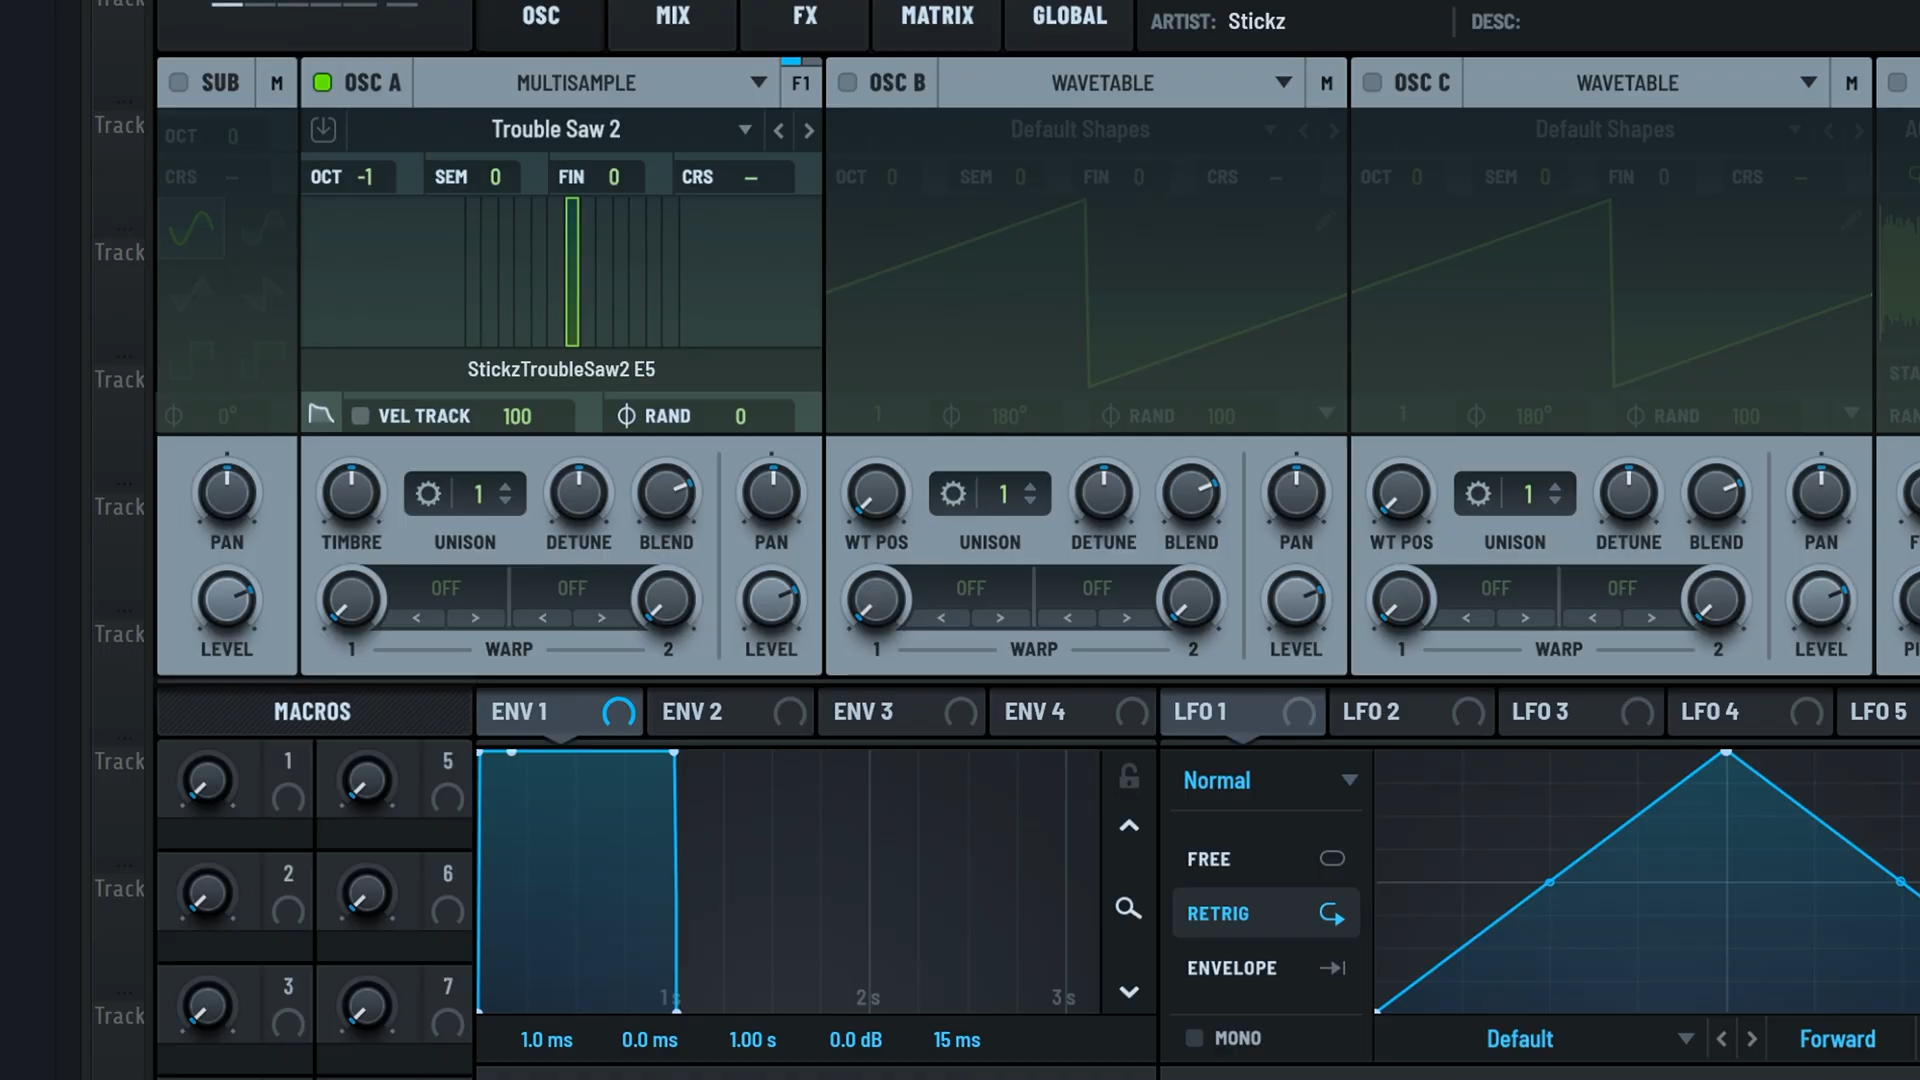 OSC MIX FX MATRIX GLOBAL ARTIST: Stickz DESC:
SUB M OSC A MULTISAMPLE F1 OSC B WAVETABLE M OSC C WAVETABLE M
Track OCT 0 Trouble Saw 2 < > Default Shapes < > Default Shapes < >
CRS – OCT -1 SEM 0 FIN 0 CRS – OCT 0 SEM 0 FIN 0 CRS – OCT 0 SEM 0 FIN 0 CRS –
Track
StickzTroubleSaw2 E5
Track
0° VEL TRACK 100 RAND 0 1 180° RAND 100 1 180° RAND 100
1 1 1
Track
PAN TIMBRE UNISON DETUNE BLEND PAN WT POS UNISON DETUNE BLEND PAN WT POS UNISON DETUNE BLEND PAN
OFF OFF OFF OFF OFF OFF
< > < > < > < > < > < >
Track
LEVEL 1 WARP 2 LEVEL 1 WARP 2 LEVEL 1 WARP 2 LEVEL
MACROS ENV 1 ENV 2 ENV 3 ENV 4 LFO 1 LFO 2 LFO 3 LFO 4 LFO 5
Track 1 5
Normal
FREE
Track 2 6
RETRIG
ENVELOPE
3 7
1 s 2 s 3 s
Track
1.0 ms 0.0 ms 1.00 s 0.0 dB 15 ms MONO Default < > Forward